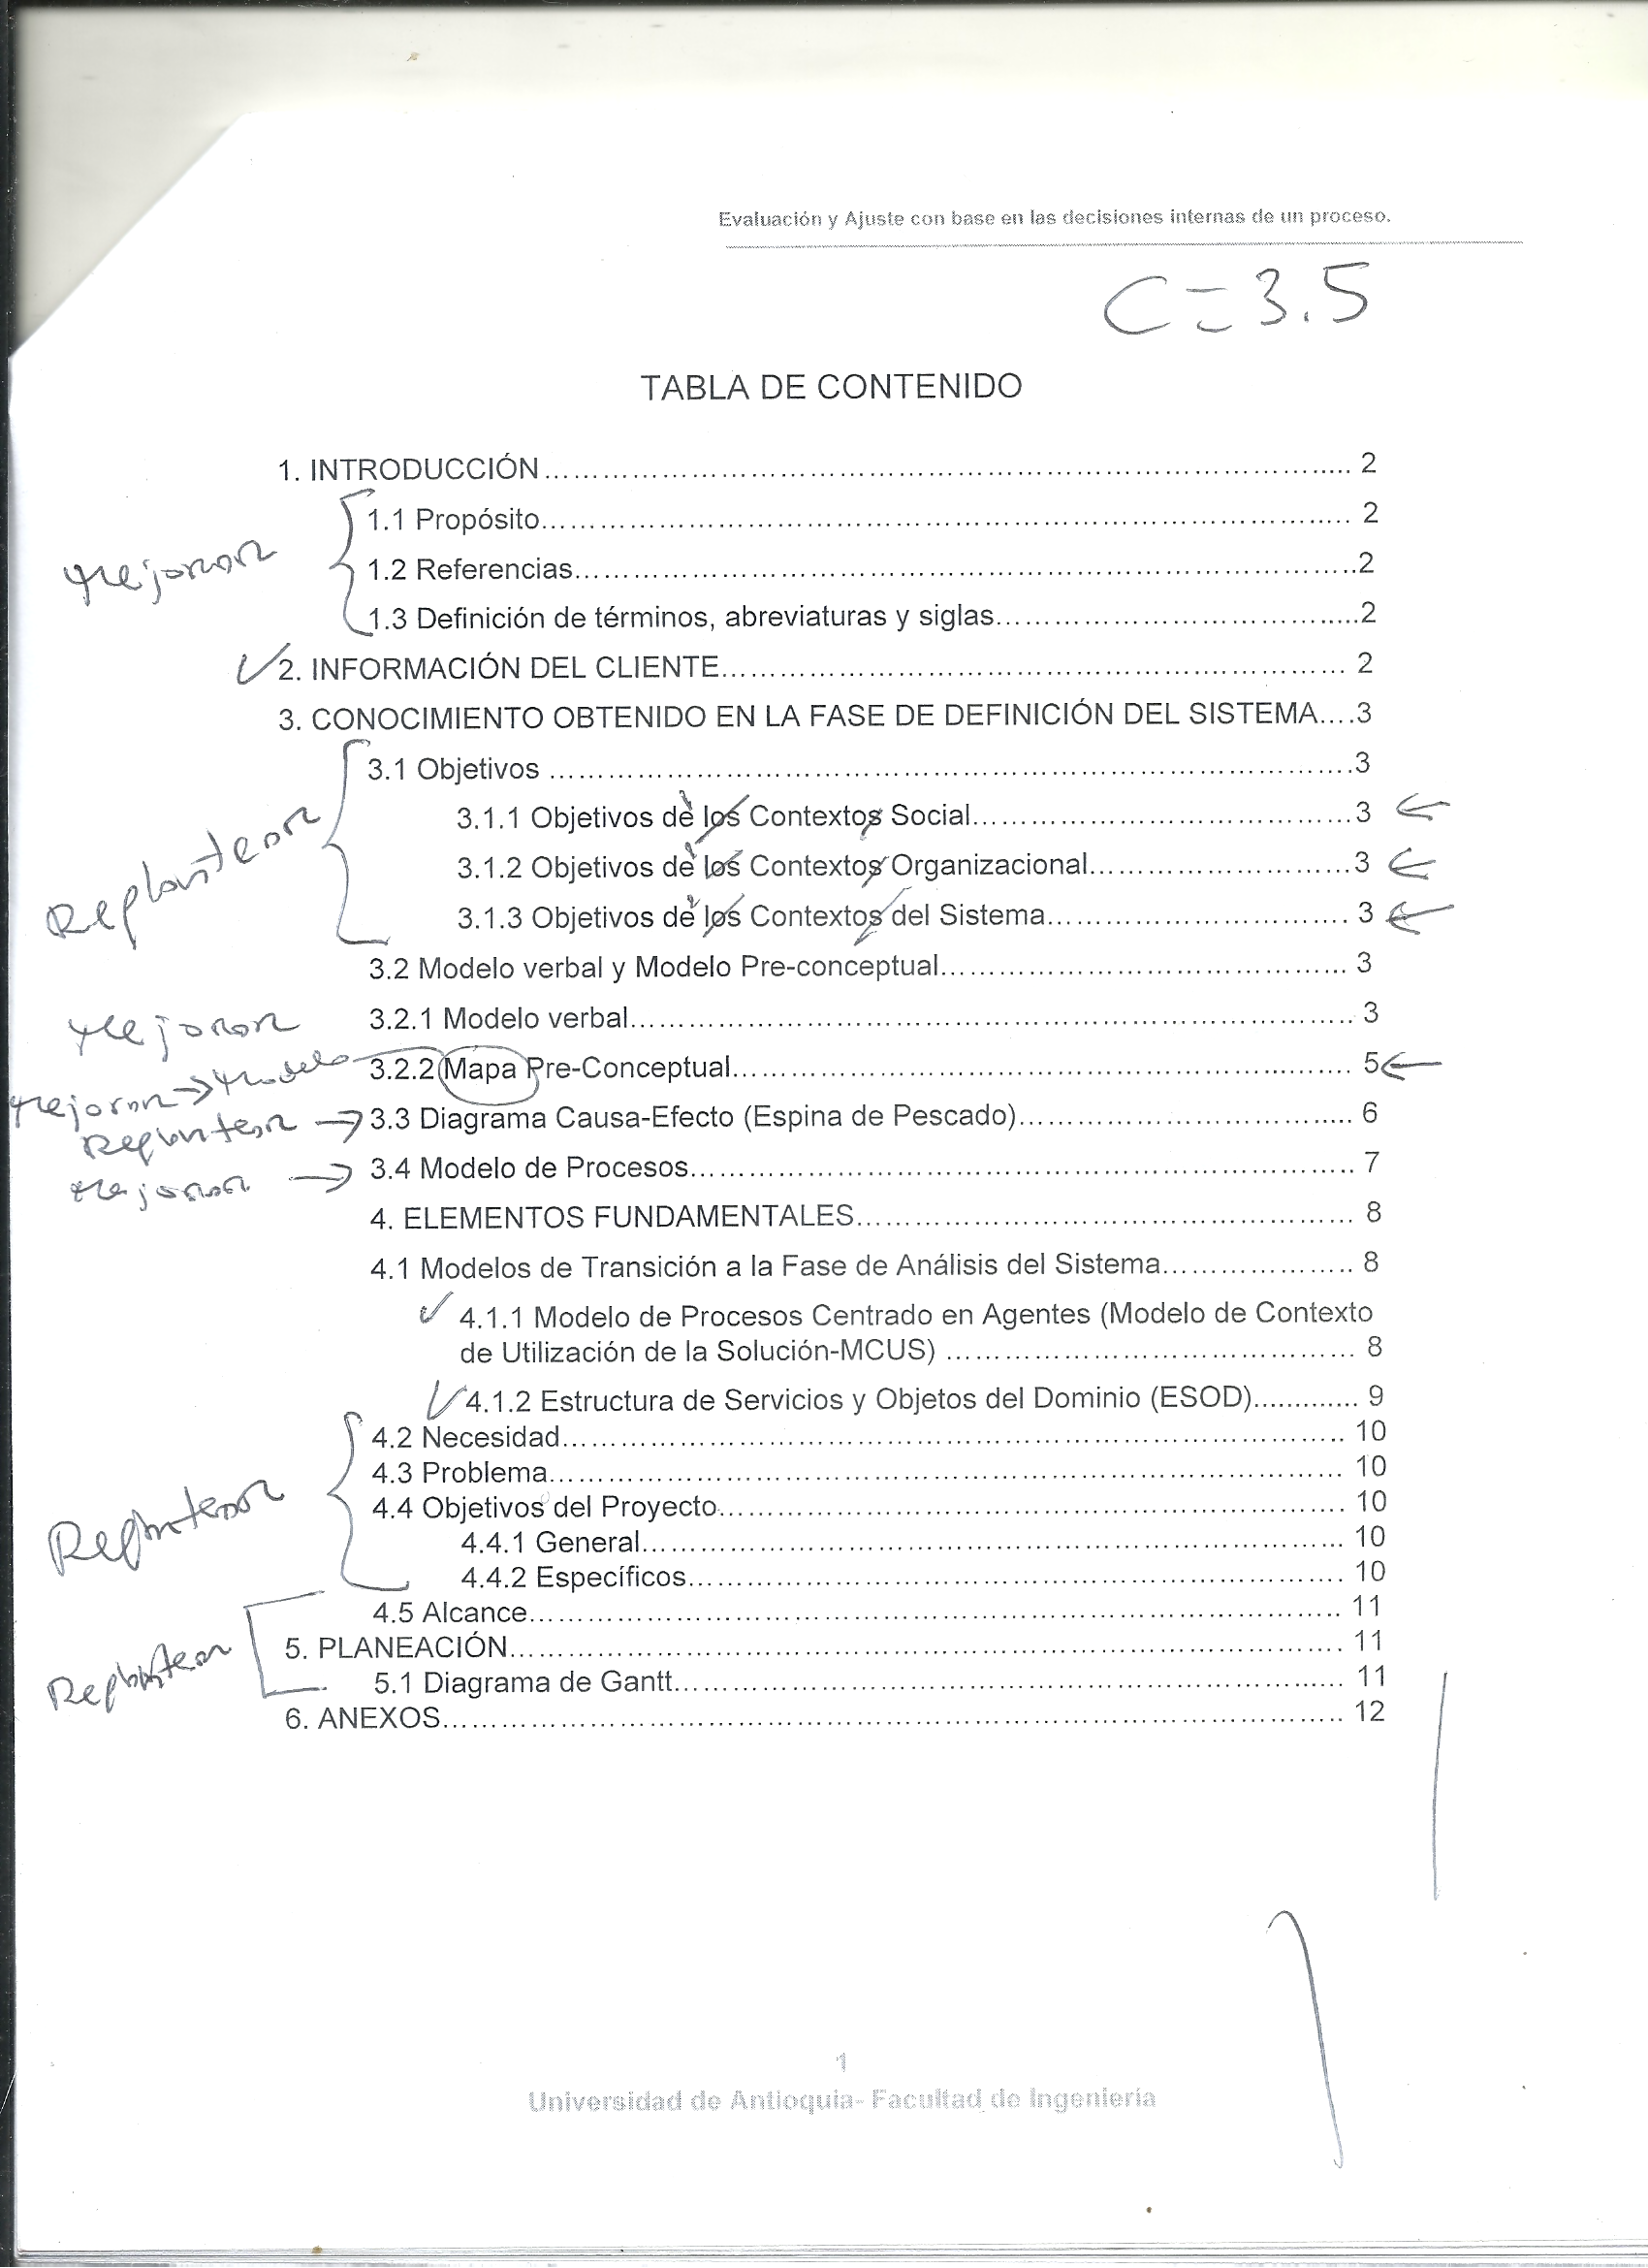 Evaluación y Ajuste con base en las decisiones internas de un proceso.
C = 3.5
TABLA DE CONTENIDO
1. INTRODUCCIÓN 2
1.1 Propósito 2
Mejorar
1.2 Referencias 2
1.3 Definición de términos, abreviaturas y siglas 2
2. INFORMACIÓN DEL CLIENTE 2
3. CONOCIMIENTO OBTENIDO EN LA FASE DE DEFINICIÓN DEL SISTEMA 3
3.1 Objetivos 3
3.1.1 Objetivos de los Contextos Social 3
Replantear
3.1.2 Objetivos de los Contextos Organizacional 3
3.1.3 Objetivos de los Contextos del Sistema 3
3.2 Modelo verbal y Modelo Pre-conceptual 3
Mejorar
3.2.1 Modelo verbal 3
Mejorar → Modelo
3.2.2 Mapa Pre-Conceptual 5
Replantear → 3.3 Diagrama Causa-Efecto (Espina de Pescado) 6
Mejorar → 3.4 Modelo de Procesos 7
4. ELEMENTOS FUNDAMENTALES 8
4.1 Modelos de Transición a la Fase de Análisis del Sistema 8
4.1.1 Modelo de Procesos Centrado en Agentes (Modelo de Contexto
de Utilización de la Solución-MCUS) 8
4.1.2 Estructura de Servicios y Objetos del Dominio (ESOD) 9
4.2 Necesidad 10
4.3 Problema 10
4.4 Objetivos del Proyecto 10
Replantear
4.4.1 General 10
4.4.2 Específicos 10
4.5 Alcance 11
5. PLANEACIÓN 11
Replantear
5.1 Diagrama de Gantt 11
6. ANEXOS 12
1
Universidad de Antioquia- Facultad de Ingeniería